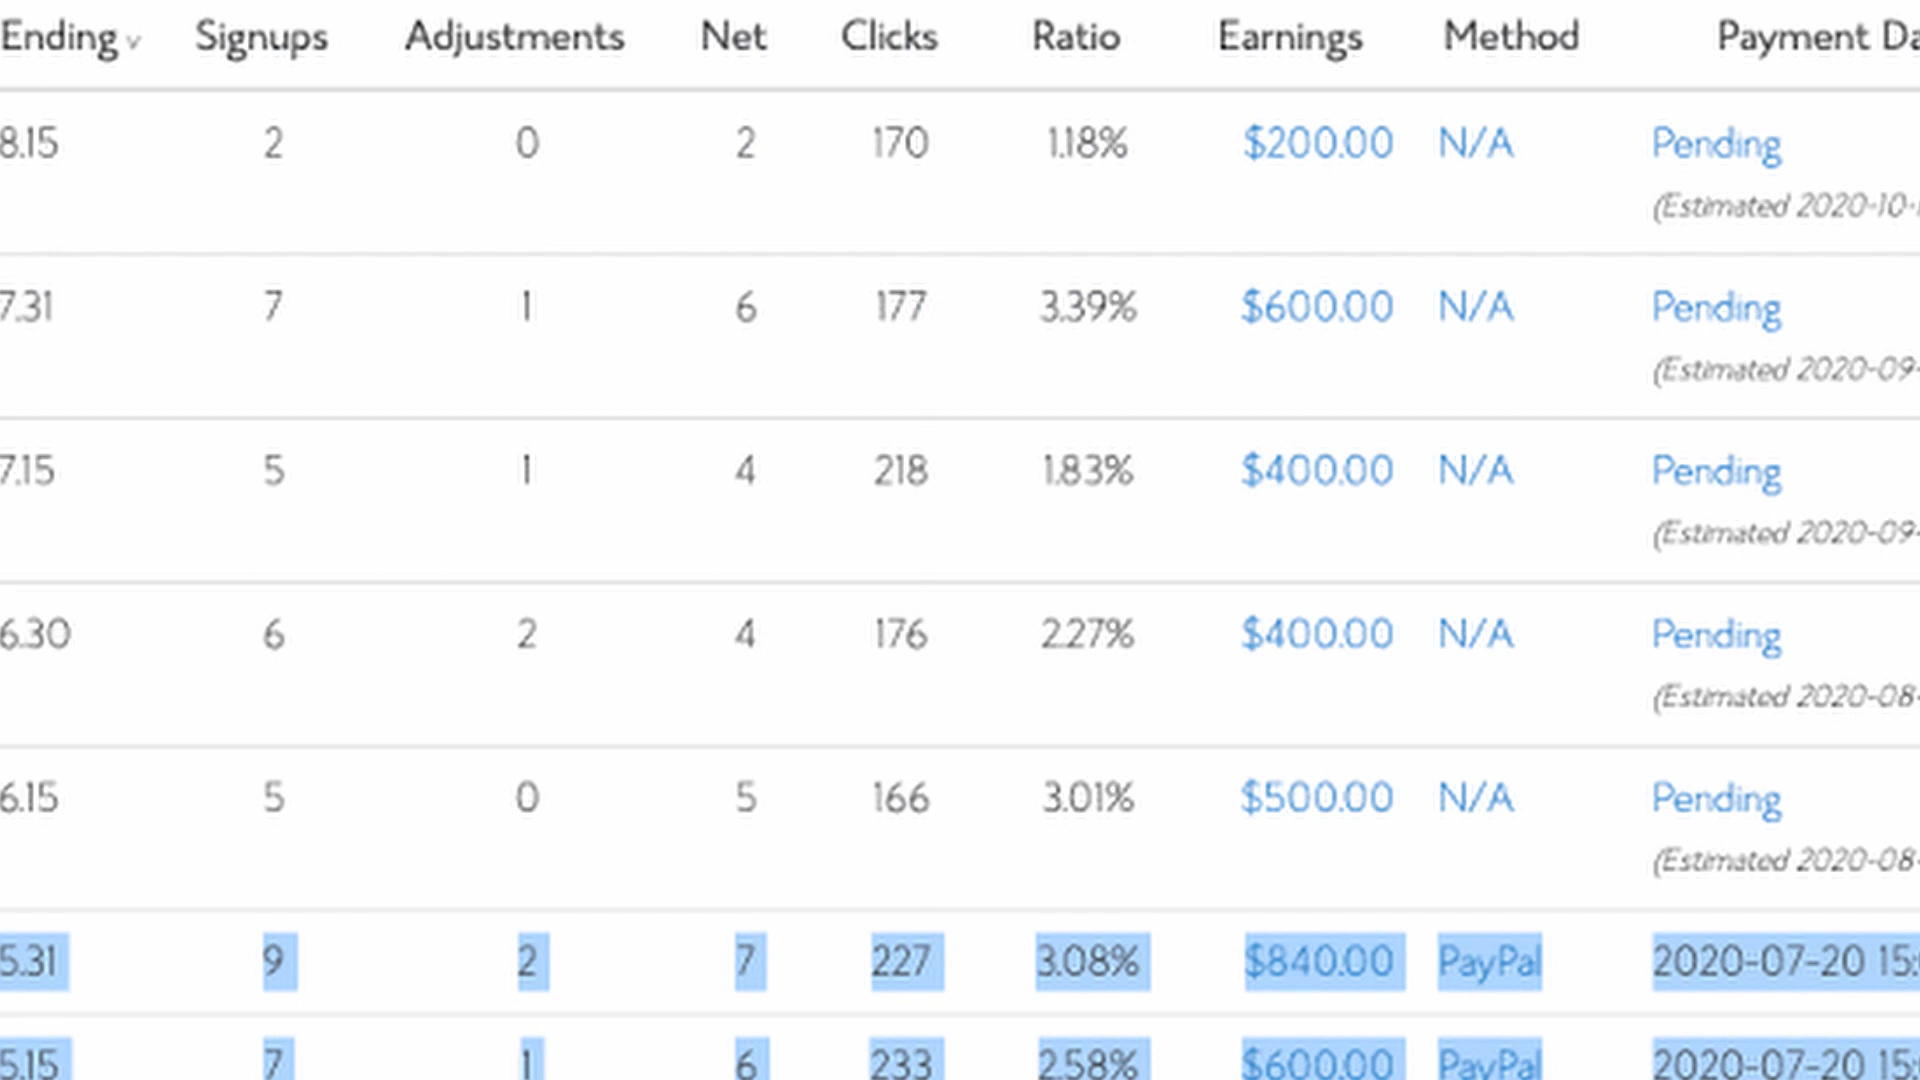 Ending Signups Adjustments Net Clicks Ratio Earnings Method Payment Da
8.15 2 0 2 170 1.18% $200.00 N/A Pending
(Estimated 2020-10-1
7.31 7 1 6 177 3.39% $600.00 N/A Pending
(Estimated 2020-09-
7.15 5 1 4 218 1.83% $400.00 N/A Pending
(Estimated 2020-09-
6.30 6 2 4 176 2.27% $400.00 N/A Pending
(Estimated 2020-08-
6.15 5 0 5 166 3.01% $500.00 N/A Pending
(Estimated 2020-08-
5.31 9 2 7 227 3.08% $840.00 PayPal 2020-07-20 15:
5.15 7 1 6 233 2.58% $600.00 PayPal 2020-07-20 15: